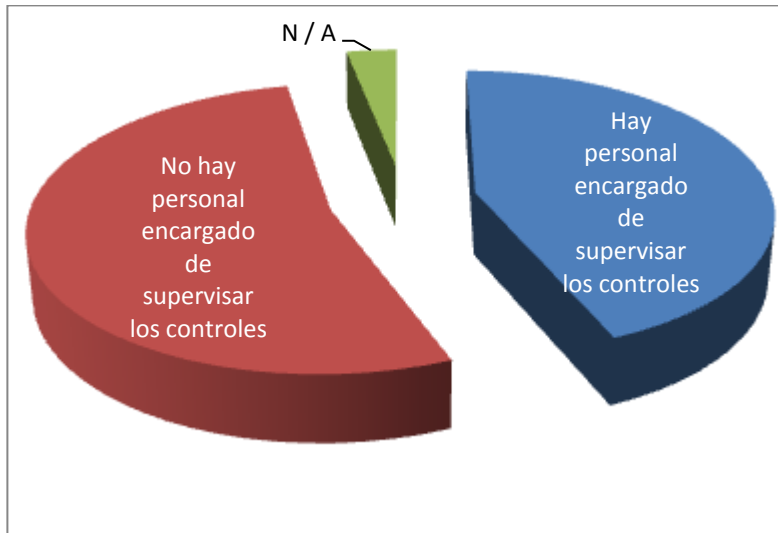 N / A
No hay
personal
encargado
de
supervisar
los controles
Hay
personal
encargado
de
supervisar
los controles